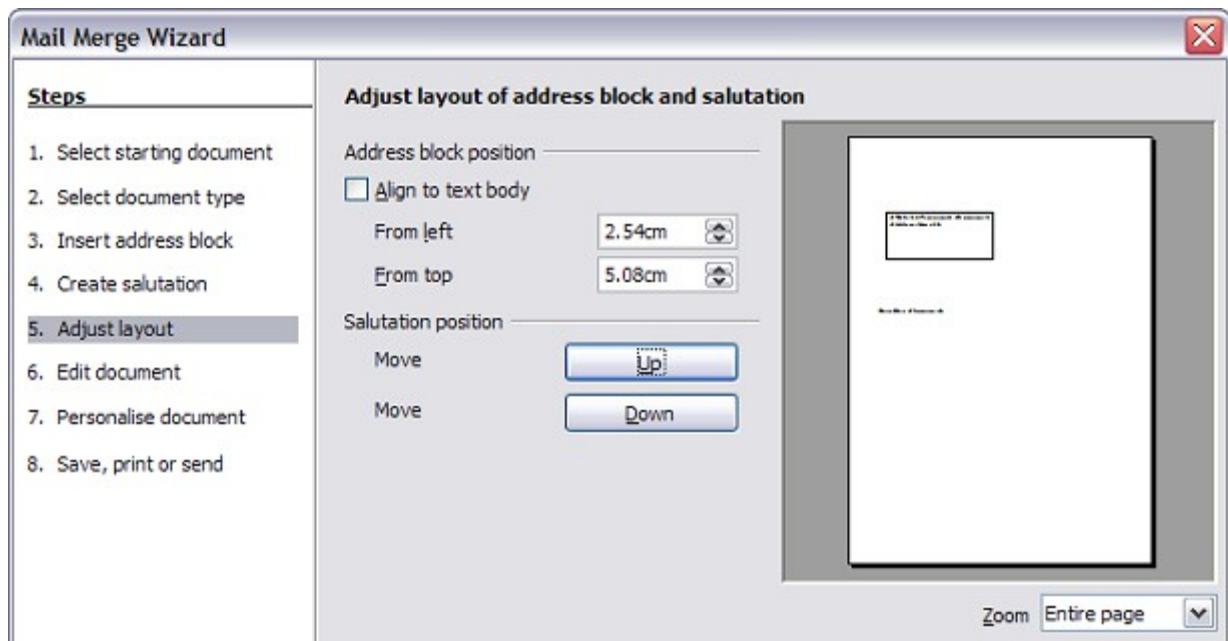 Mail Merge Wizard
Steps
1. Select starting document
2. Select document type
3. Insert address block
4. Create salutation
5. Adjust layout
6. Edit document
7. Personalise document
8. Save, print or send
Adjust layout of address block and salutation
Address block position
Align to text body
From left 2.54cm
From top 5.08cm
Salutation position
Move Up
Move Down
Zoom Entire page